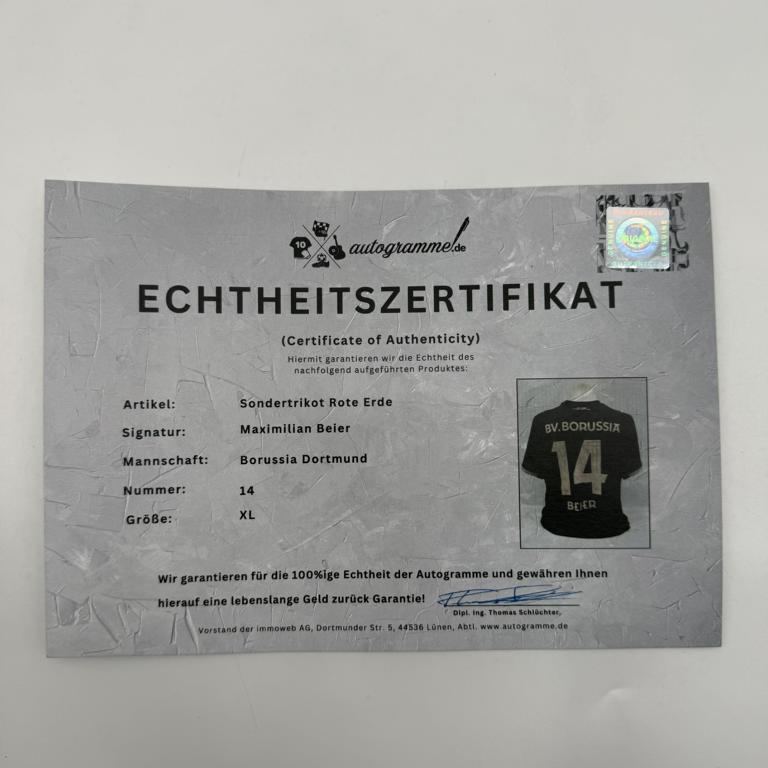 10
autogramme.de
GENUINE
GENUINE
ECHTHEITSZERTIFIKAT
(Certificate of Authenticity)
Hiermit garantieren wir die Echtheit des
nachfolgend aufgeführten Produktes:
Artikel: Sondertrikot Rote Erde
Signatur: Maximilian Beier
Mannschaft: Borussia Dortmund
Nummer: 14
Größe: XL
BV. BORUSSIA
14
BEIER
Wir garantieren für die 100%ige Echtheit der Autogramme und gewähren Ihnen
hierauf eine lebenslange Geld zurück Garantie!
Dipl. Ing. Thomas Schlüchter,
Vorstand der immoweb AG, Dortmunder Str. 5, 44536 Lünen, Abtl. www.autogramme.de